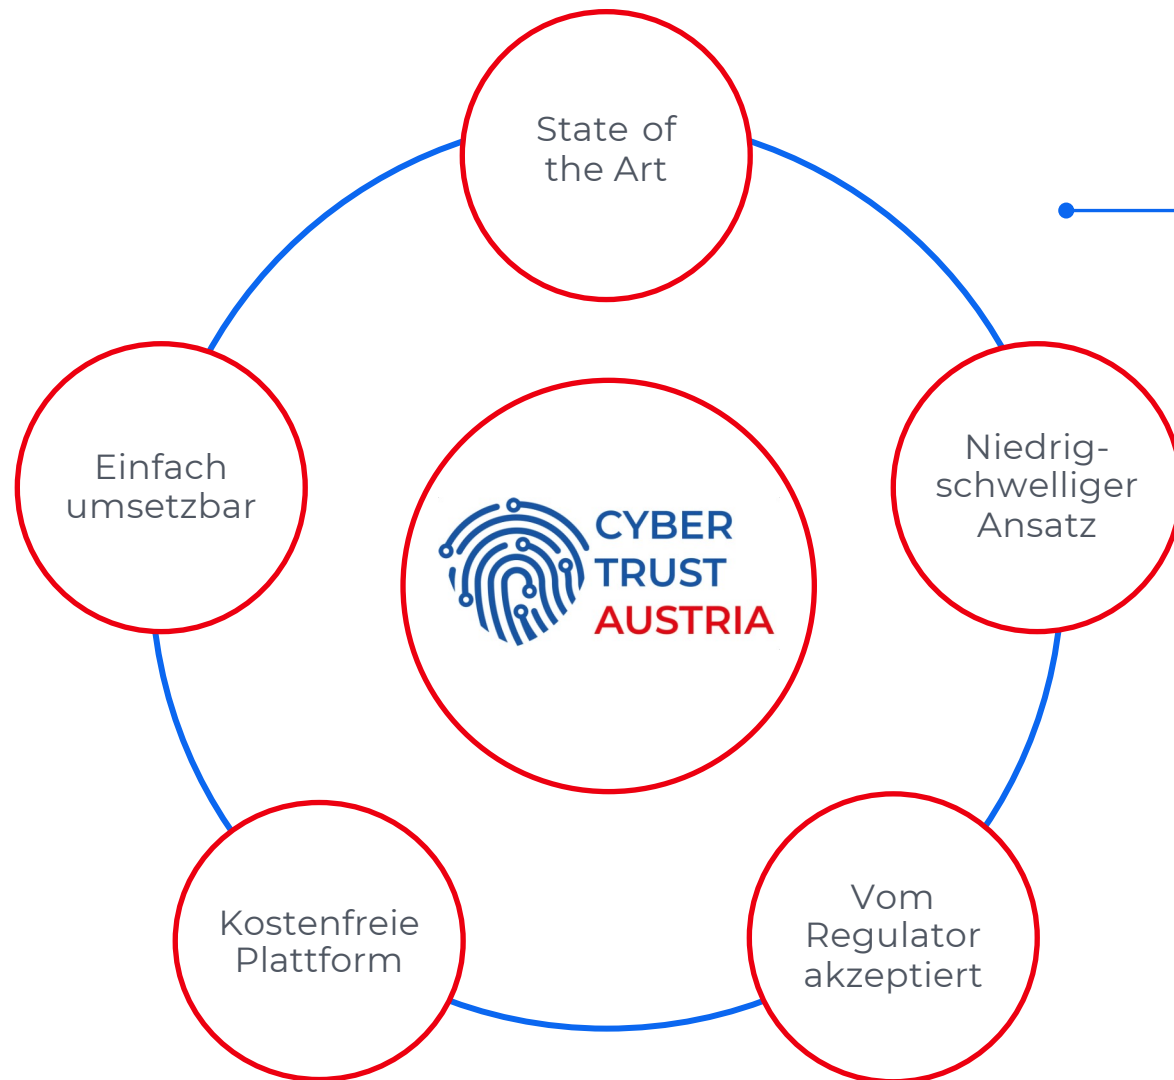 State of
the Art
Einfach
umsetzbar
Niedrig-
schwelliger
Ansatz
CYBER
TRUST
AUSTRIA
Kostenfreie
Plattform
Vom
Regulator
akzeptiert